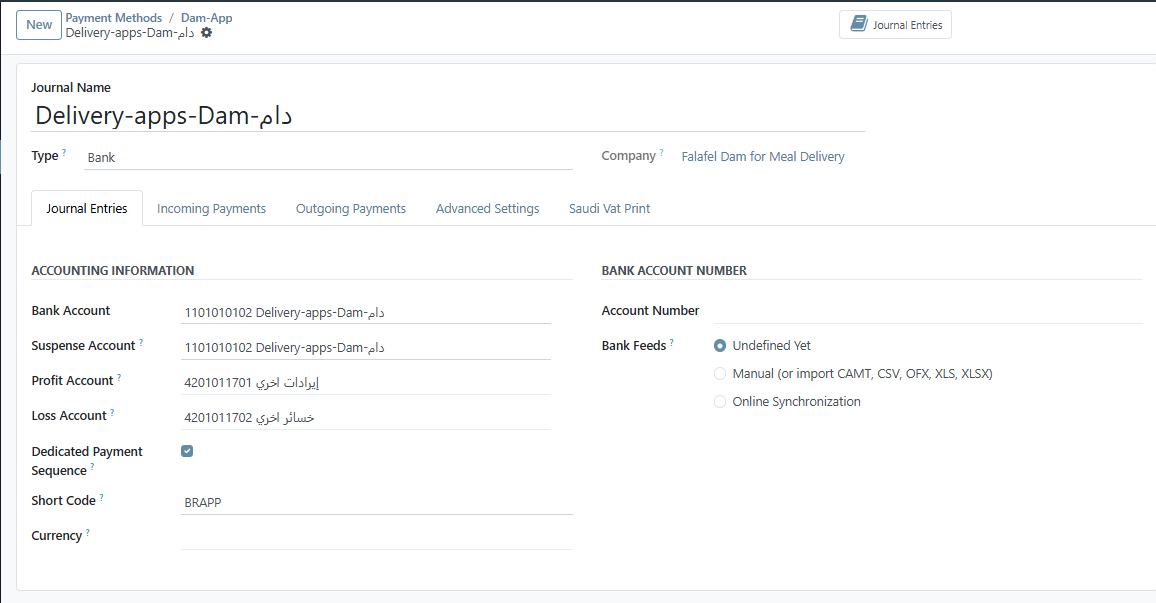 New
Payment Methods / Dam-App
Delivery-apps-Dam-دام
Journal Entries
Journal Name
Delivery-apps-Dam-دام
Type ?
Bank
Company ?
Falafel Dam for Meal Delivery
Journal Entries
Incoming Payments
Outgoing Payments
Advanced Settings
Saudi Vat Print
ACCOUNTING INFORMATION
Bank Account
1101010102 Delivery-apps-Dam-دام
Suspense Account ?
1101010102 Delivery-apps-Dam-دام
Profit Account ?
4201011701 إيرادات اخري
Loss Account ?
4201011702 خسائر اخري
Dedicated Payment
Sequence ?
Short Code ?
BRAPP
Currency ?
BANK ACCOUNT NUMBER
Account Number
Bank Feeds ?
Undefined Yet
Manual (or import CAMT, CSV, OFX, XLS, XLSX)
Online Synchronization